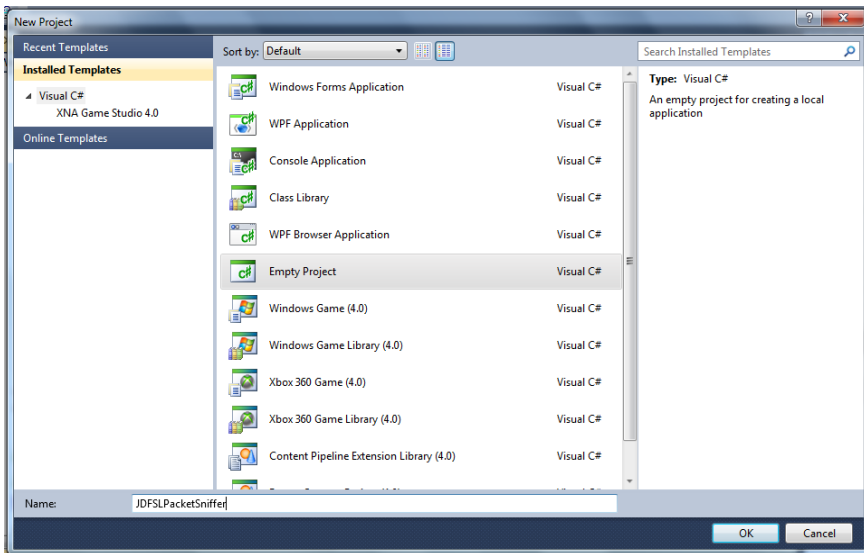 New Project
Recent Templates
Installed Templates
Visual C#
XNA Game Studio 4.0
Online Templates
Sort by: Default
Search Installed Templates
Windows Forms Application Visual C#
WPF Application Visual C#
Console Application Visual C#
Class Library Visual C#
WPF Browser Application Visual C#
Empty Project Visual C#
Windows Game (4.0) Visual C#
Windows Game Library (4.0) Visual C#
Xbox 360 Game (4.0) Visual C#
Xbox 360 Game Library (4.0) Visual C#
Content Pipeline Extension Library (4.0) Visual C#
Type: Visual C#
An empty project for creating a local
application
Name: JDFSLPacketSniffer
OK Cancel